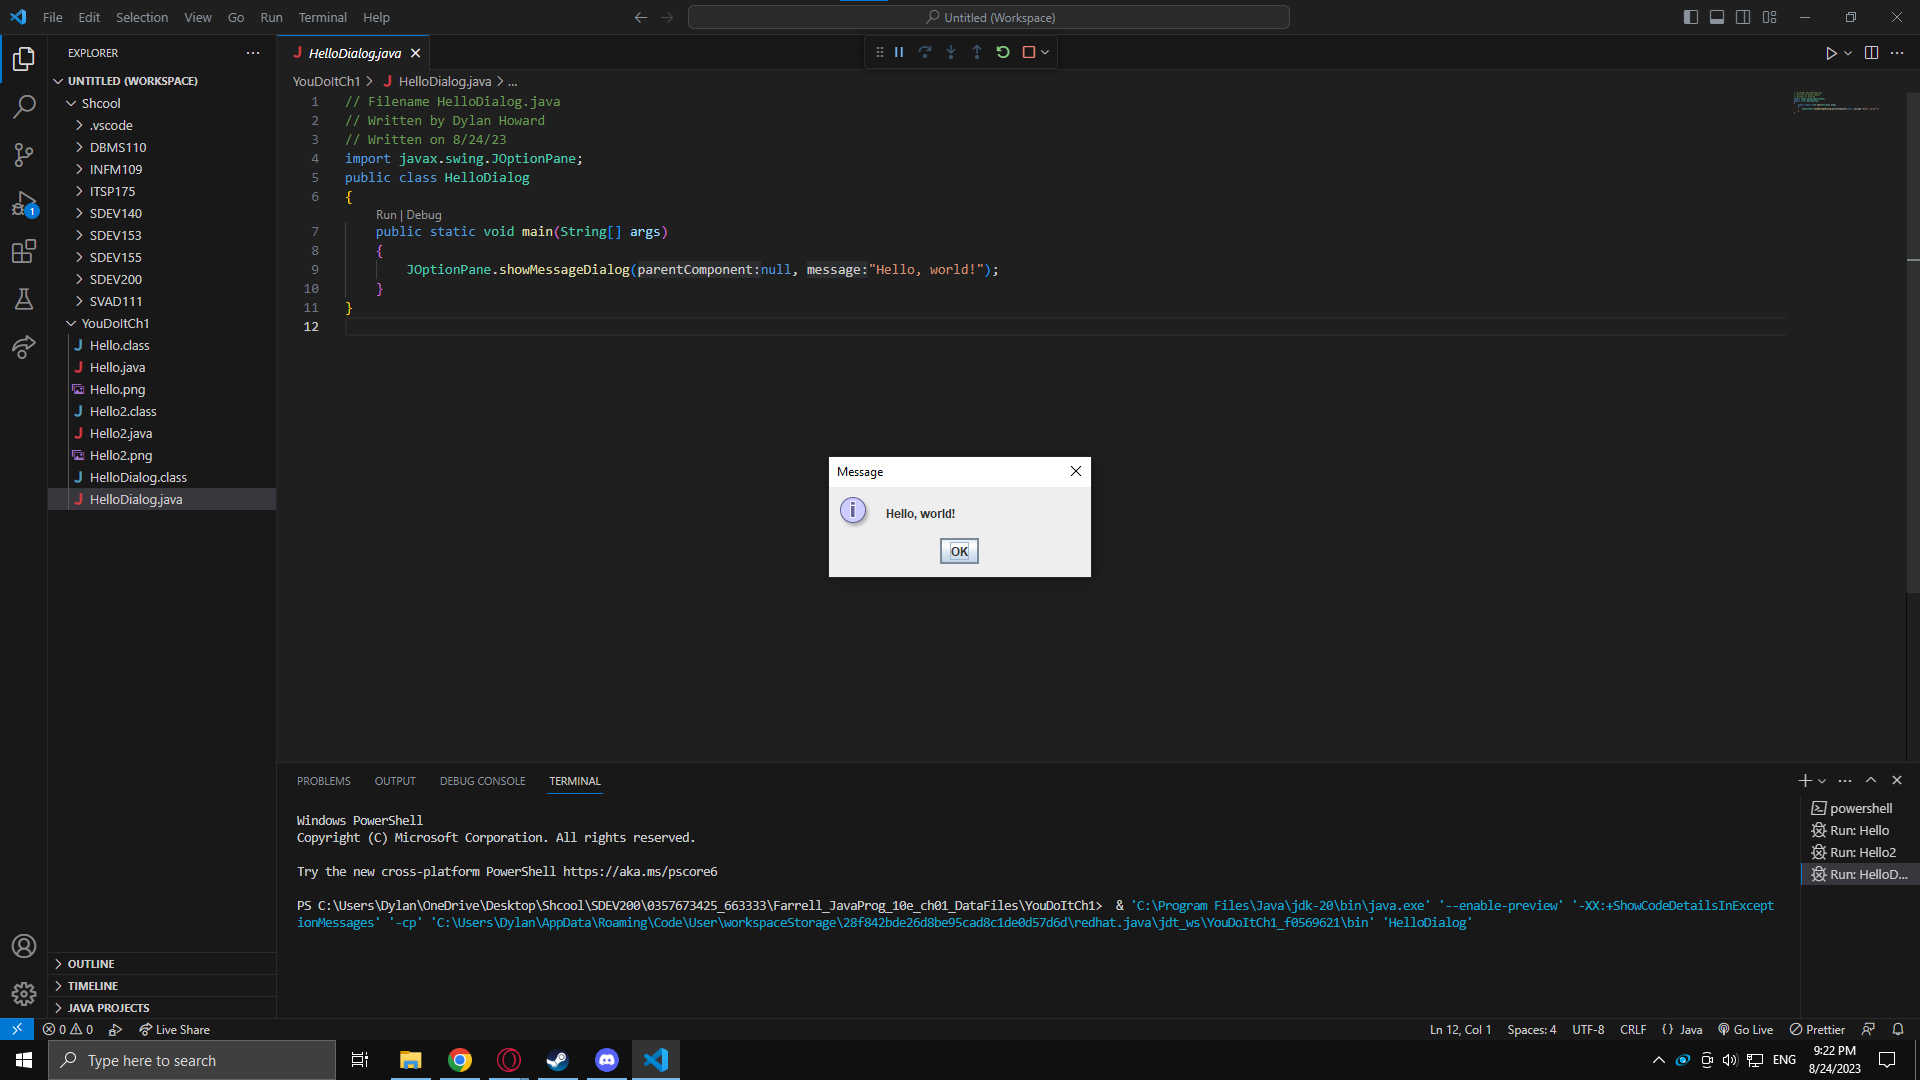 File Edit Selection View Go Run Terminal Help
Untitled (Workspace)
EXPLORER
UNTITLED (WORKSPACE)
Shcool
.vscode
DBMS110
INFM109
ITSP175
SDEV140
SDEV153
SDEV155
SDEV200
SVAD111
YouDoItCh1
Hello.class
Hello.java
Hello.png
Hello2.class
Hello2.java
Hello2.png
HelloDialog.class
HelloDialog.java
OUTLINE
TIMELINE
JAVA PROJECTS
1
HelloDialog.java
YouDoItCh1 > HelloDialog.java > ...
1 // Filename HelloDialog.java
2 // Written by Dylan Howard
3 // Written on 8/24/23
4 import javax.swing.JOptionPane;
5 public class HelloDialog
6 {
Run | Debug
7 public static void main(String[] args)
8 {
9 JOptionPane.showMessageDialog(parentComponent:null, message:"Hello, world!");
10 }
11 }
12
Message
Hello, world!
OK
PROBLEMS OUTPUT DEBUG CONSOLE TERMINAL
Windows PowerShell
Copyright (C) Microsoft Corporation. All rights reserved.
Try the new cross-platform PowerShell https://aka.ms/pscore6
PS C:\Users\Dylan\OneDrive\Desktop\Shcool\SDEV200\0357673425_663333\Farrell_JavaProg_10e_ch01_DataFiles\YouDoItCh1> & 'C:\Program Files\Java\jdk-20\bin\java.exe' '--enable-preview' '-XX:+ShowCodeDetailsInExcept
ionMessages' '-cp' 'C:\Users\Dylan\AppData\Roaming\Code\User\workspaceStorage\28f842bde26d8be95cad8c1de0d57d6d\redhat.java\jdt_ws\YouDoItCh1_f0569621\bin' 'HelloDialog'
powershell
Run: Hello
Run: Hello2
Run: HelloD...
0 0 Live Share
Ln 12, Col 1 Spaces: 4 UTF-8 CRLF {} Java Go Live Prettier
Type here to search
ENG
9:22 PM
8/24/2023